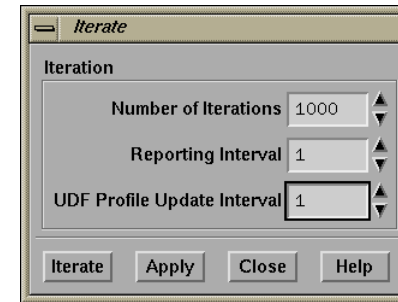 Iterate
Iteration
Number of Iterations 1000
Reporting Interval 1
UDF Profile Update Interval 1
Iterate Apply Close Help